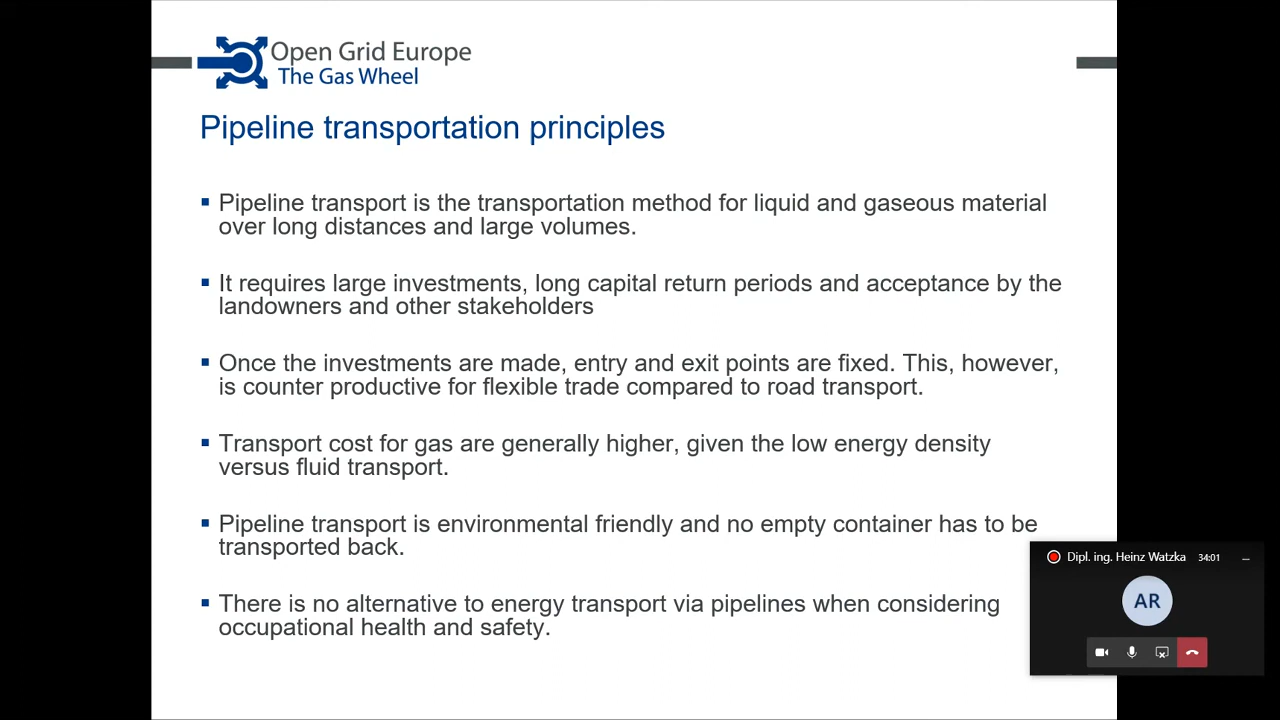 Open Grid Europe
The Gas Wheel
Pipeline transportation principles
Pipeline transport is the transportation method for liquid and gaseous material
over long distances and large volumes.
It requires large investments, long capital return periods and acceptance by the
landowners and other stakeholders
Once the investments are made, entry and exit points are fixed. This, however,
is counter productive for flexible trade compared to road transport.
Transport cost for gas are generally higher, given the low energy density
versus fluid transport.
Pipeline transport is environmental friendly and no empty container has to be
transported back.
There is no alternative to energy transport via pipelines when considering
occupational health and safety.
Dipl. ing. Heinz Watzka 34:01
AR